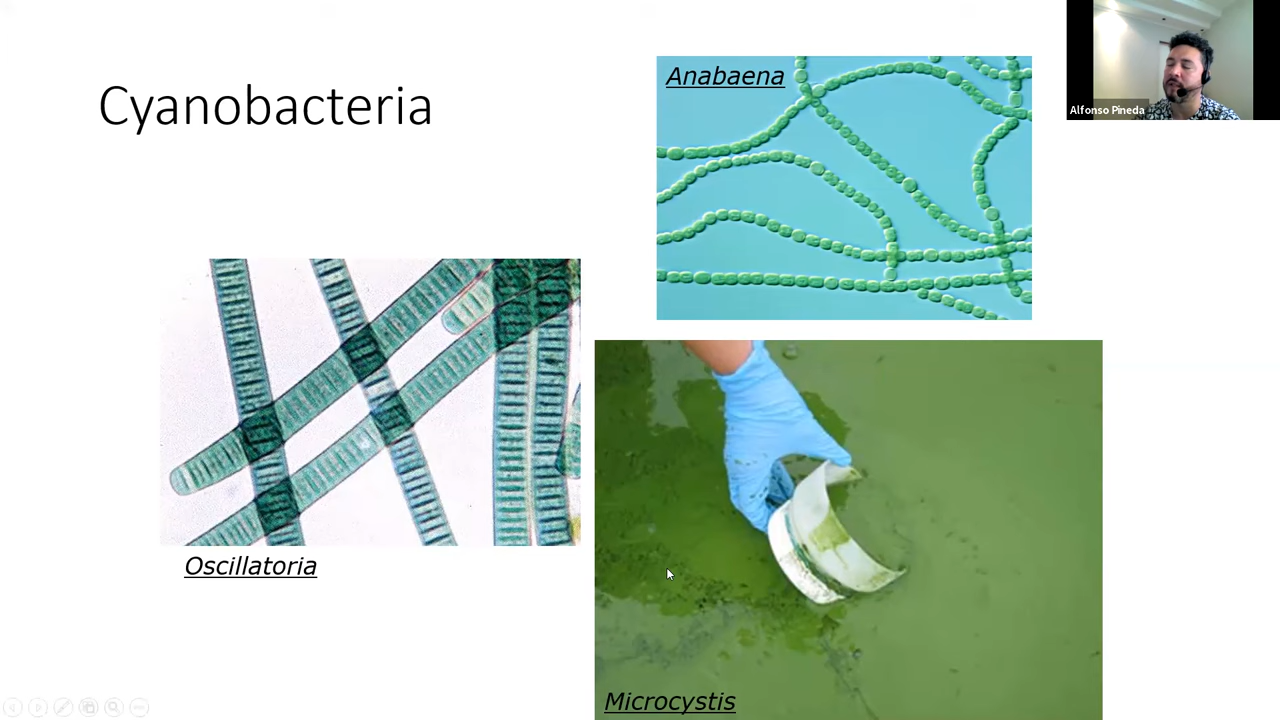 Cyanobacteria
Anabaena
Alfonso Pineda
Oscillatoria
Microcystis